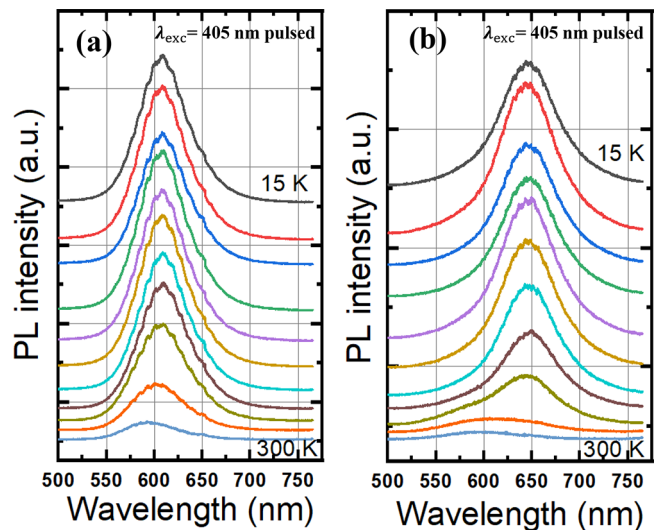 (a) λexc= 405 nm pulsed
15 K
300 K
PL intensity (a.u.)
500 550 600 650 700 750
Wavelength (nm)
(b) λexc= 405 nm pulsed
15 K
300 K
PL intensity (a.u.)
500 550 600 650 700 750
Wavelength (nm)